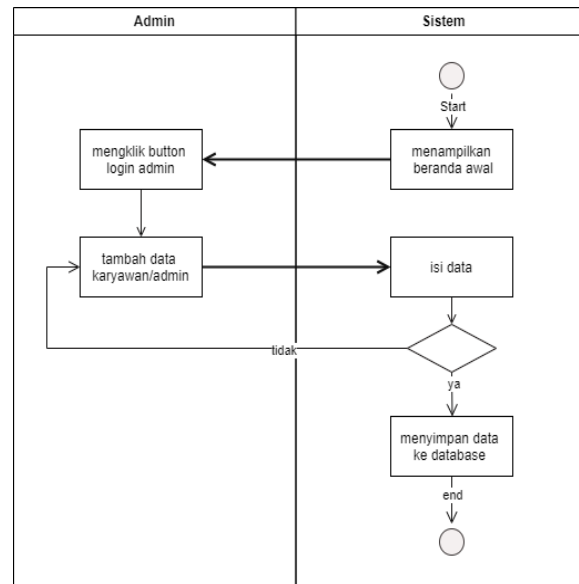 Admin
Sistem
Start
mengklik button
login admin
menampilkan
beranda awal
tambah data
karyawan/admin
isi data
tidak
ya
menyimpan data
ke database
end